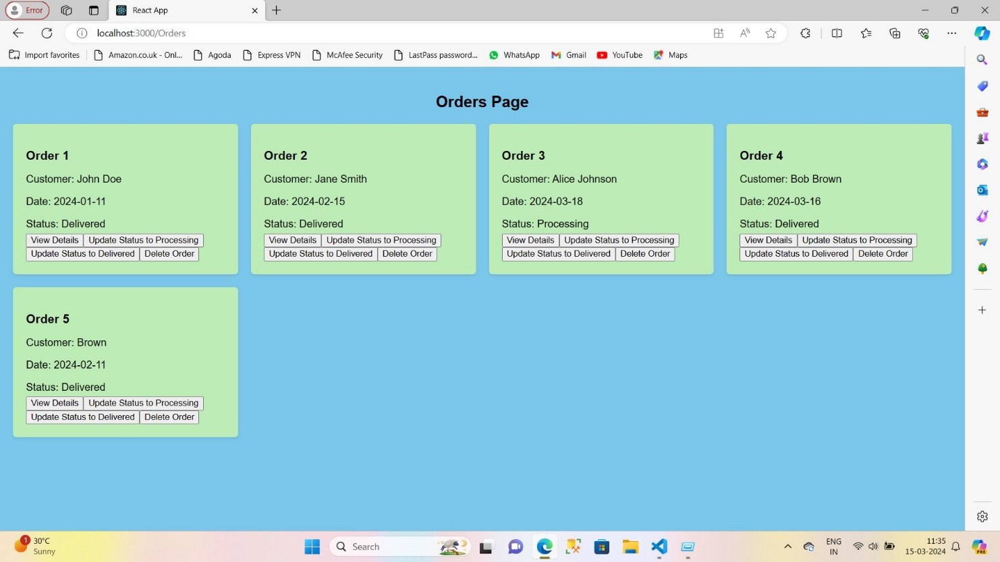 Error
React App
localhost:3000/Orders
Import favorites Amazon.co.uk - Onl... Agoda Express VPN McAfee Security LastPass password... WhatsApp Gmail YouTube Maps
Orders Page
Order 1
Customer: John Doe
Date: 2024-01-11
Status: Delivered
View Details Update Status to Processing
Update Status to Delivered Delete Order
Order 2
Customer: Jane Smith
Date: 2024-02-15
Status: Delivered
View Details Update Status to Processing
Update Status to Delivered Delete Order
Order 3
Customer: Alice Johnson
Date: 2024-03-18
Status: Processing
View Details Update Status to Processing
Update Status to Delivered Delete Order
Order 4
Customer: Bob Brown
Date: 2024-03-16
Status: Delivered
View Details Update Status to Processing
Update Status to Delivered Delete Order
Order 5
Customer: Brown
Date: 2024-02-11
Status: Delivered
View Details Update Status to Processing
Update Status to Delivered Delete Order
1
30°C
Sunny
Search
ENG
IN
11:35
15-03-2024
PRE